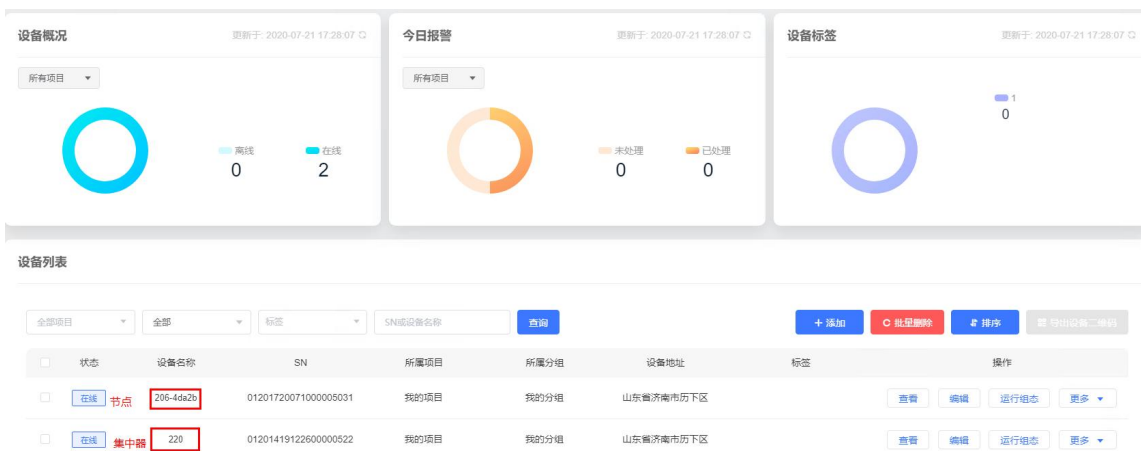 设备概况
更新于: 2020-07-21 17:28:07
今日报警
更新于: 2020-07-21 17:28:07
设备标签
更新于: 2020-07-21 17:28:07
所有项目
所有项目
离线
0
在线
2
未处理
0
已处理
0
1
0
设备列表
全部项目
全部
标签
SN或设备名称
查询
+ 添加
C 批量删除
排序
导出设备二维码
状态 设备名称 SN 所属项目 所属分组 设备地址 标签 操作
在线 节点 206-4da2b 01201720071000005031 我的项目 我的分组 山东省济南市历下区 查看 编辑 运行组态 更多
在线 集中器 220 01201419122600000522 我的项目 我的分组 山东省济南市历下区 查看 编辑 运行组态 更多